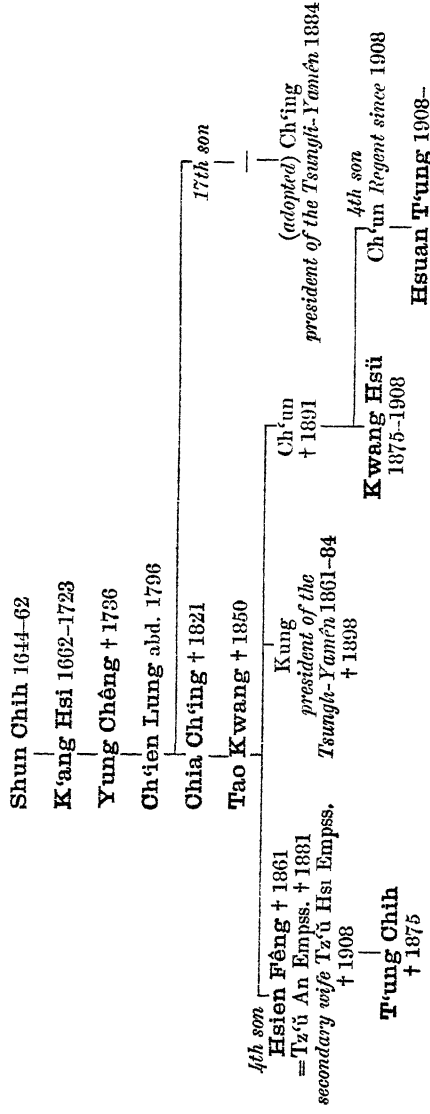 Shun Chih 1644–62
K‘ang Hsi 1662–1723
Yung Chêng † 1736
Ch‘ien Lung abd. 1796
Chia Ch‘ing † 1821
17th son
Tao Kwang † 1850
4th son
Hsien Fêng † 1861
=Tz‘ŭ An Empss. † 1881
secondary wife Tz‘ŭ Hsi Empss.
† 1908
Kung
president of the
Tsungli-Yamên 1861–84
† 1898
Ch‘un
† 1891
(adopted) Ch‘ing
president of the Tsungli-Yamên 1884
T‘ung Chih
† 1875
Kwang Hsü
1875–1908
4th son
Ch‘un Regent since 1908
Hsuan T‘ung 1908–